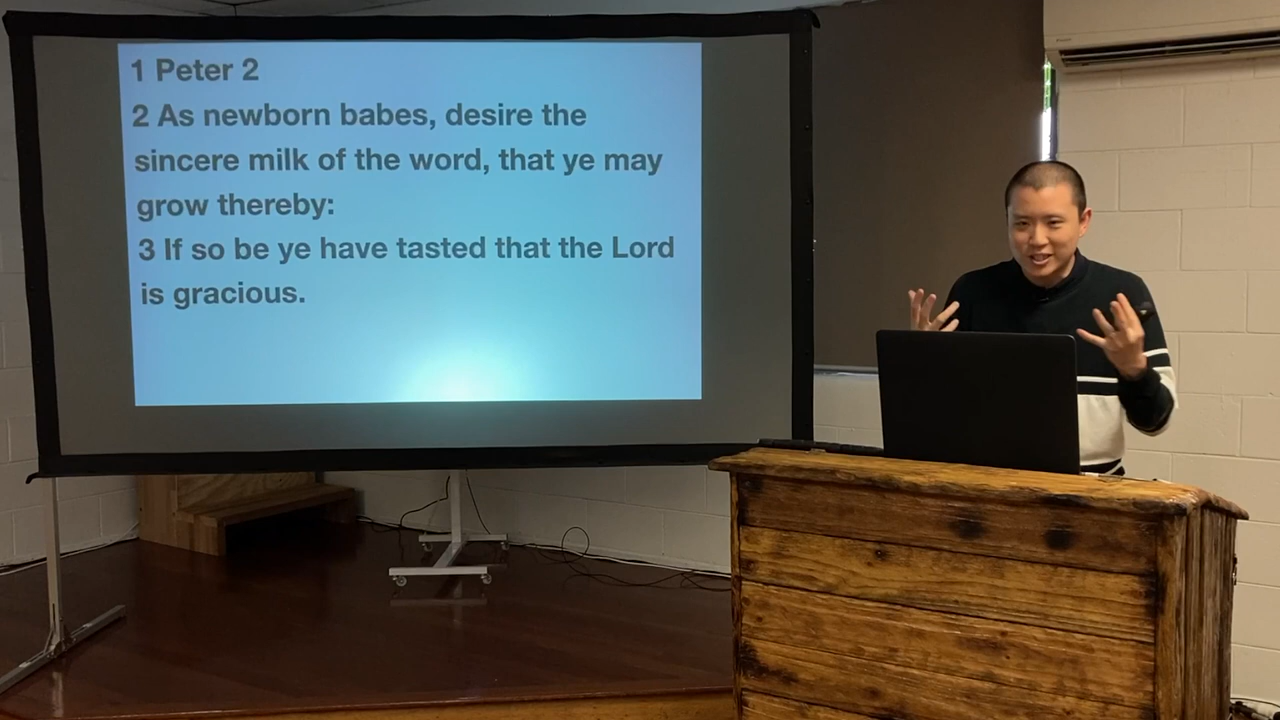 1 Peter 2
2 As newborn babes, desire the
sincere milk of the word, that ye may
grow thereby:
3 If so be ye have tasted that the Lord
is gracious.